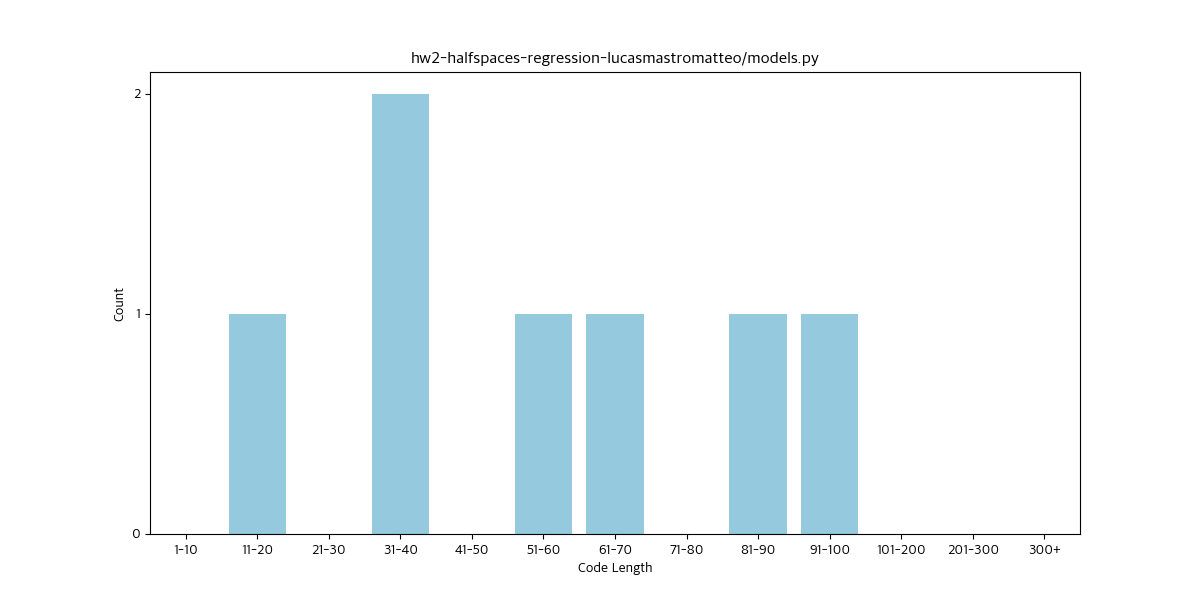 hw2-halfspaces-regression-lucasmastromatteo/models.py
2
1
0
Count
1-10 11-20 21-30 31-40 41-50 51-60 61-70 71-80 81-90 91-100 101-200 201-300 300+
Code Length